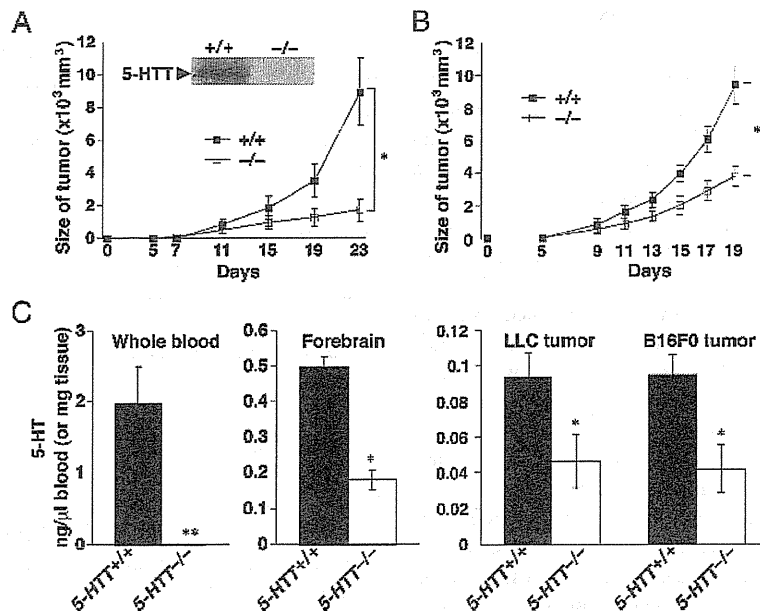 A
Size of tumor (x10³mm³)
12
10
8
6
4
2
0
+/+
−/−
5-HTT
+/+
−/−
*
0
5
7
11
15
19
23
Days
B
Size of tumor (x10³mm³)
12
10
8
6
4
2
0
+/+
−/−
*
0
5
9
11
13
15
17
19
Days
C
5-HT
ng/µl blood (or mg tissue)
3
2
1
0
Whole blood
**
5-HTT+/+
5-HTT−/−
0.6
0.5
0.4
0.3
0.2
0.1
0
Forebrain
*
5-HTT+/+
5-HTT−/−
0.12
0.1
0.08
0.06
0.04
0.02
0
LLC tumor
B16F0 tumor
*
*
5-HTT+/+
5-HTT−/−
5-HTT+/+
5-HTT−/−